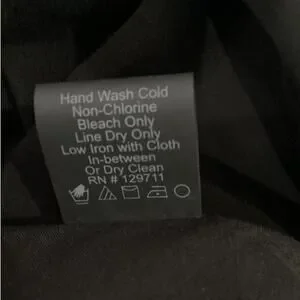 Hand Wash Cold
Non-Chlorine
Bleach Only
Line Dry Only
Low Iron with Cloth
In-between
Or Dry Clean
RN # 129711